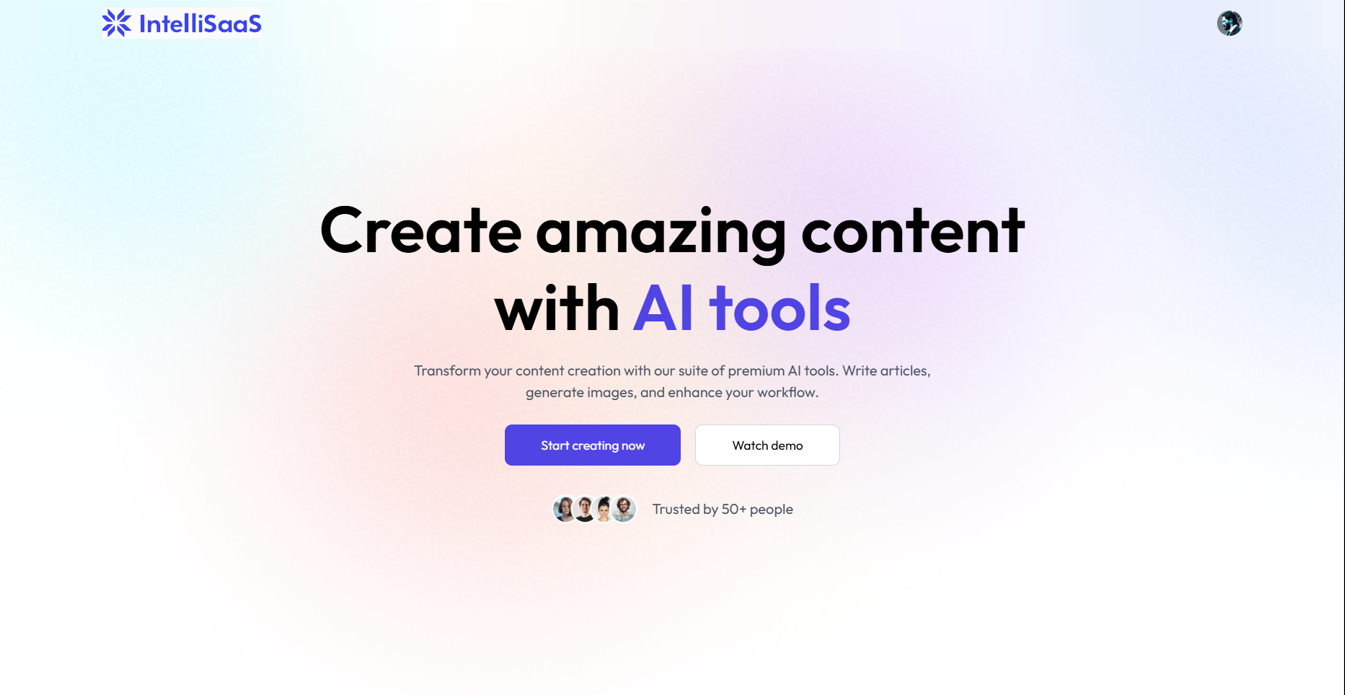 IntelliSaaS
Create amazing content
with AI tools
Transform your content creation with our suite of premium AI tools. Write articles,
generate images, and enhance your workflow.
Start creating now
Watch demo
Trusted by 50+ people